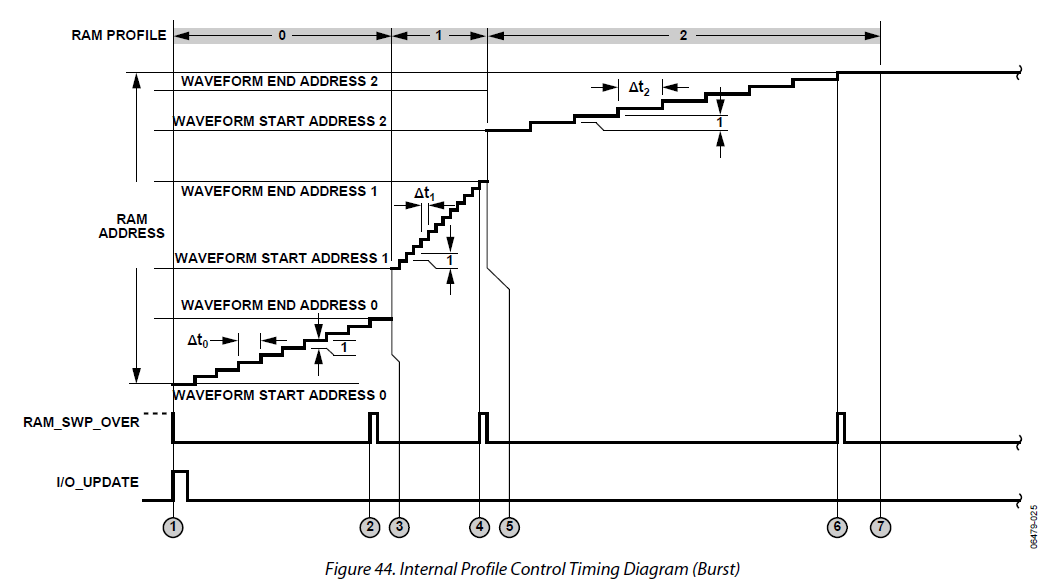 RAM PROFILE
0
1
2
WAVEFORM END ADDRESS 2
Δt2
WAVEFORM START ADDRESS 2
1
WAVEFORM END ADDRESS 1
Δt1
RAM
ADDRESS
WAVEFORM START ADDRESS 1
1
WAVEFORM END ADDRESS 0
Δt0
1
WAVEFORM START ADDRESS 0
RAM_SWP_OVER
I/O_UPDATE
1
2
3
4
5
6
7
06479-025
Figure 44. Internal Profile Control Timing Diagram (Burst)